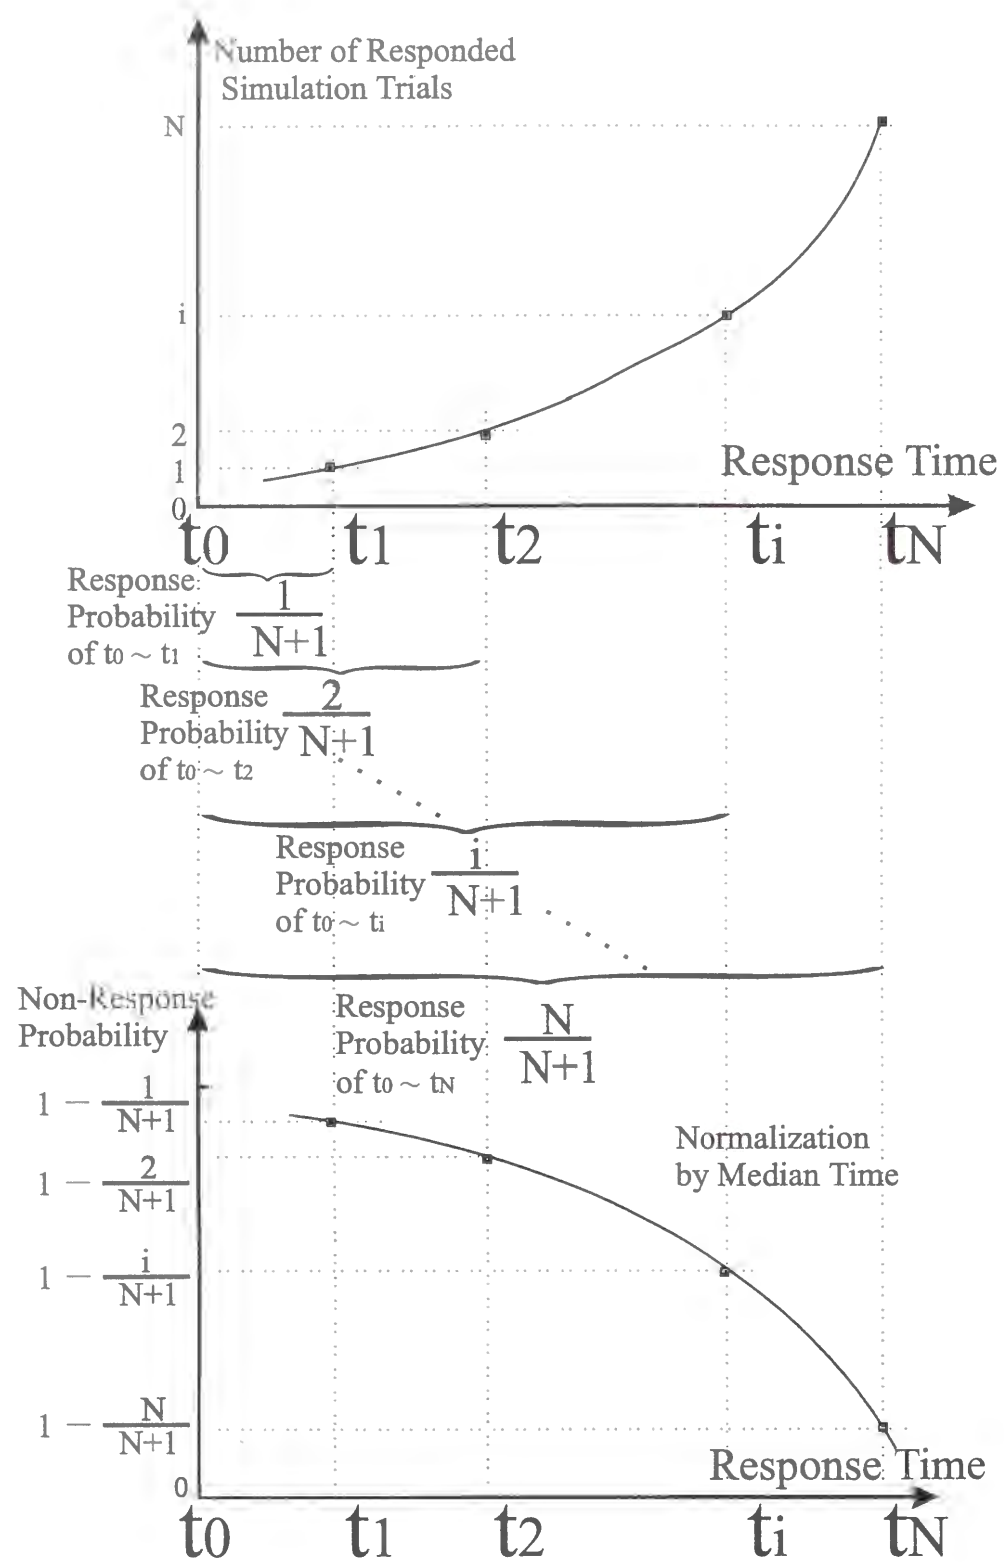 Number of Responded
Simulation Trials
N
i
2
1
0
Response Time
t0 t1 t2 ti tN
Response
Probability
of t0 ~ t1
1
N+1
Response
Probability
of t0 ~ t2
2
N+1
Response
Probability
of t0 ~ ti
i
N+1
Response
Probability
of t0 ~ tN
N
N+1
Non-Response
Probability
1 — 1
N+1
1 — 2
N+1
1 — i
N+1
1 — N
N+1
0
Normalization
by Median Time
Response Time
t0 t1 t2 ti tN